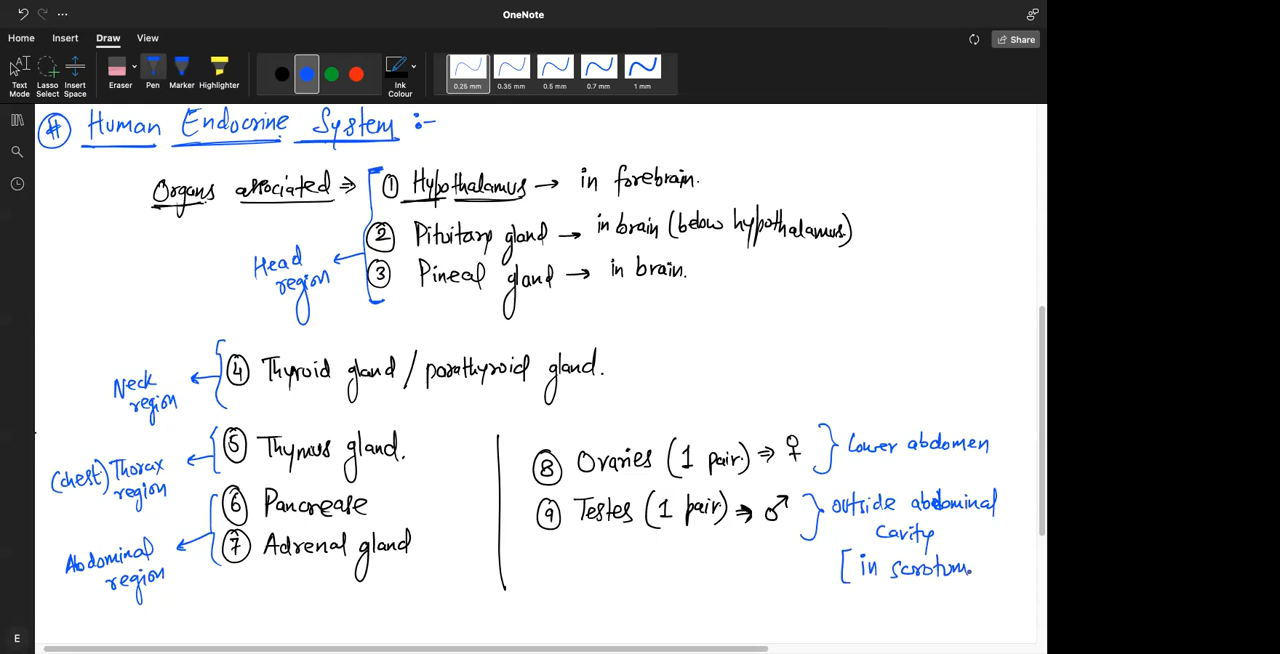 OneNote
Home Insert Draw View
Share
Text Mode Lasso Select Insert Space Eraser Pen Marker Highlighter Ink Colour 0.25 mm 0.35 mm 0.5 mm 0.7 mm 1 mm
# Human Endocrine System :-
Organs associated ⇒ ① Hypothalamus → in forebrain.
② Pituitary gland → in brain (below hypothalamus)
③ Pineal gland → in brain.
Head region
④ Thyroid gland / parathyroid gland.
Neck region
⑤ Thymus gland.
(chest) Thorax region
⑥ Pancrease
⑦ Adrenal gland
Abdominal region
⑧ Ovaries (1 pair) ⇒ ♀ } lower abdomen
⑨ Testes (1 pair) ⇒ ♂ } outside abdominal
cavity
[ in scrotum
E